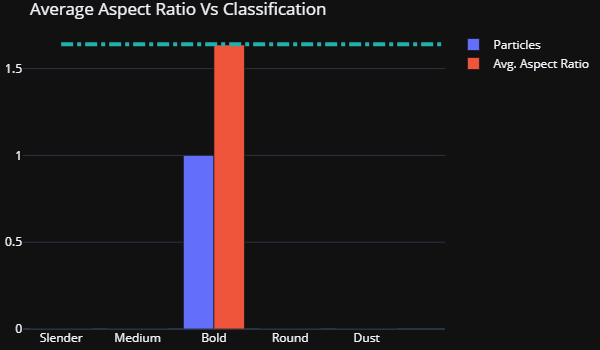 Average Aspect Ratio Vs Classification
Particles
Avg. Aspect Ratio
1.5
1
0.5
0
Slender Medium Bold Round Dust